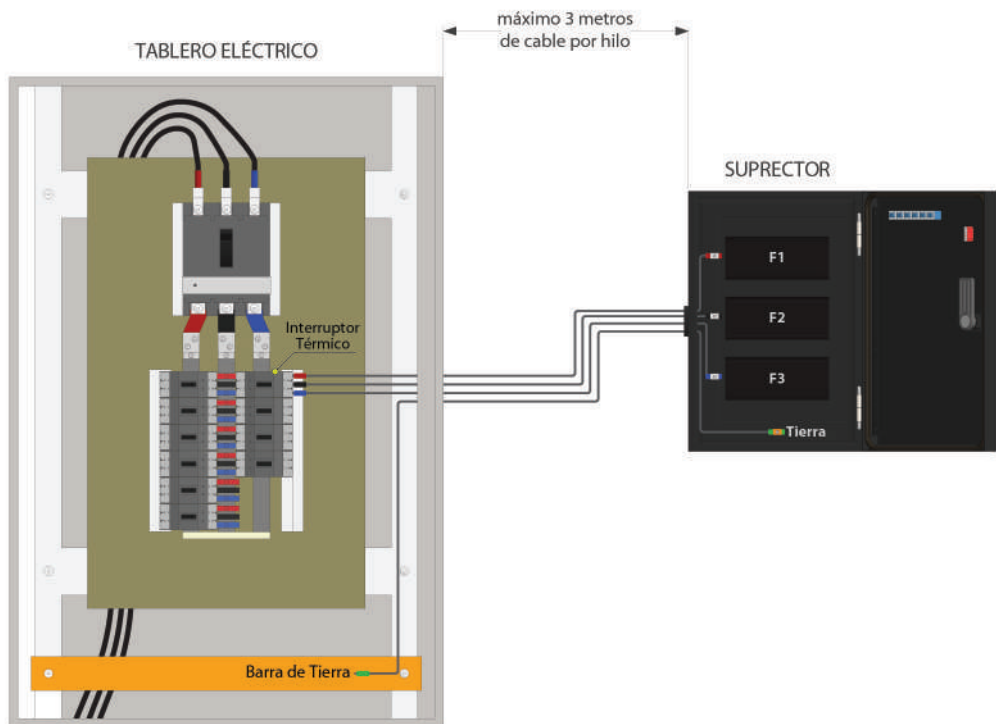 máximo 3 metros
de cable por hilo
TABLERO ELÉCTRICO
SUPRECTOR
F1
Interruptor
Térmico
F2
F3
Tierra
Barra de Tierra